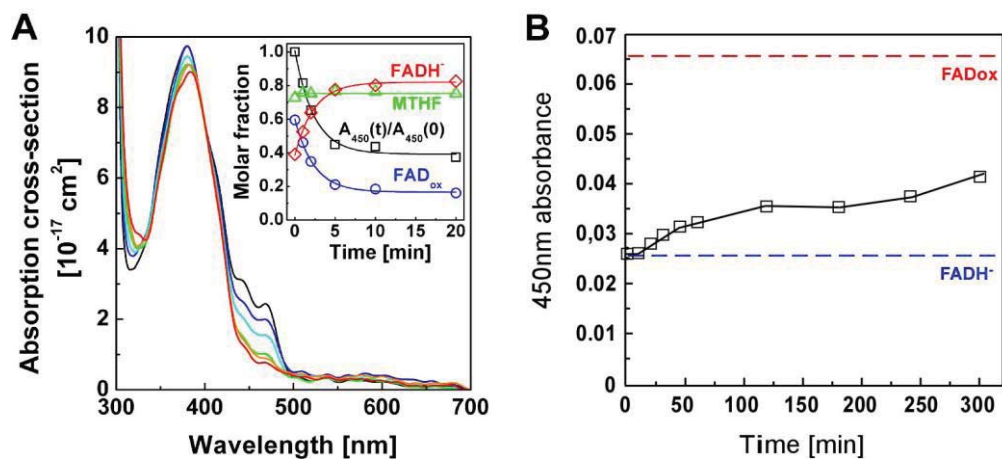 A
Absorption cross-section
[10⁻¹⁷ cm²]
10
8
6
4
2
0
300
400
500
600
700
Wavelength [nm]
Molar fraction
1.0
0.8
0.6
0.4
0.2
0.0
0
5
10
15
20
Time [min]
FADH⁻
MTHF
A₄₅₀(t)/A₄₅₀(0)
FADₒₓ
B
450nm absorbance
0.07
0.06
0.05
0.04
0,03
0.02
0.01
0
0
50
100
150
200
250
300
Time [min]
FADox
FADH⁻